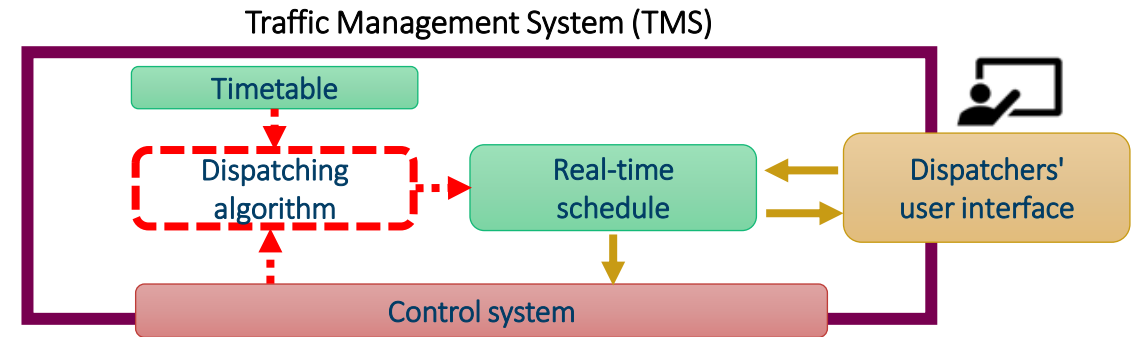 Traffic Management System (TMS)
Timetable
Dispatching
algorithm
Real-time
schedule
Dispatchers'
user interface
Control system